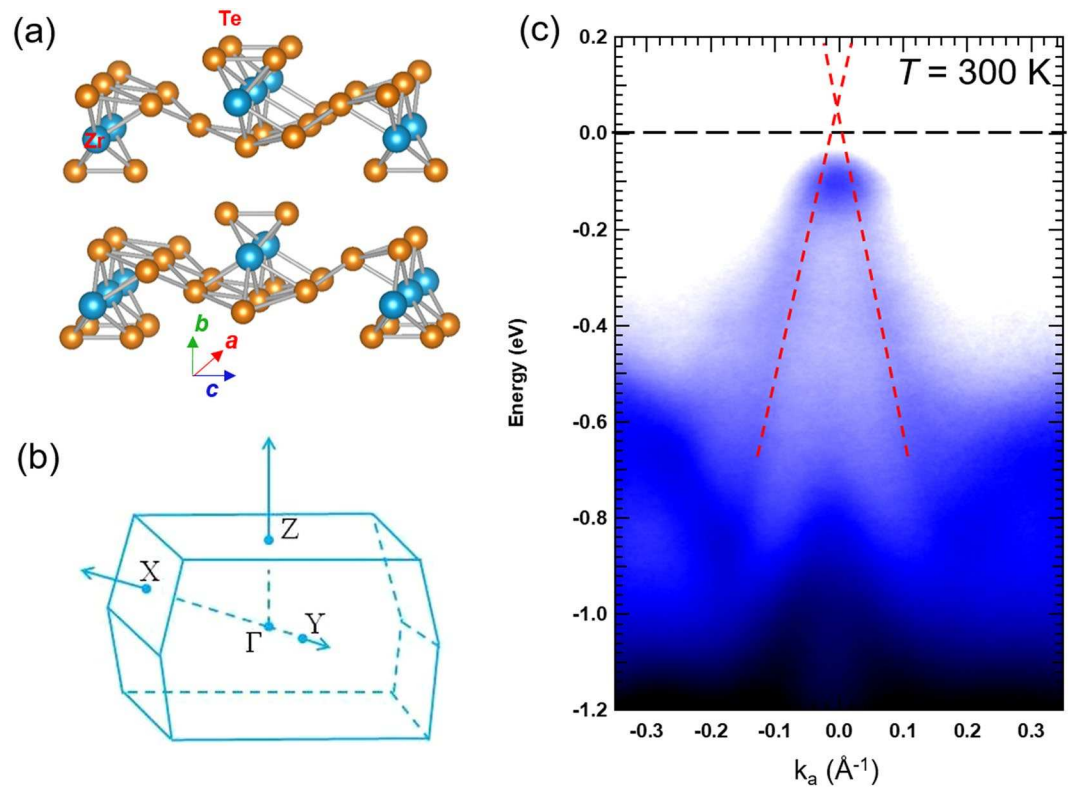 (a)
Te
Zr
b
a
c
(b)
Z
X
Γ
Y
(c)
T = 300 K
0.2
0.0
-0.2
-0.4
-0.6
-0.8
-1.0
-1.2
Energy (eV)
-0.3 -0.2 -0.1 0.0 0.1 0.2 0.3
kₐ (Å⁻¹)